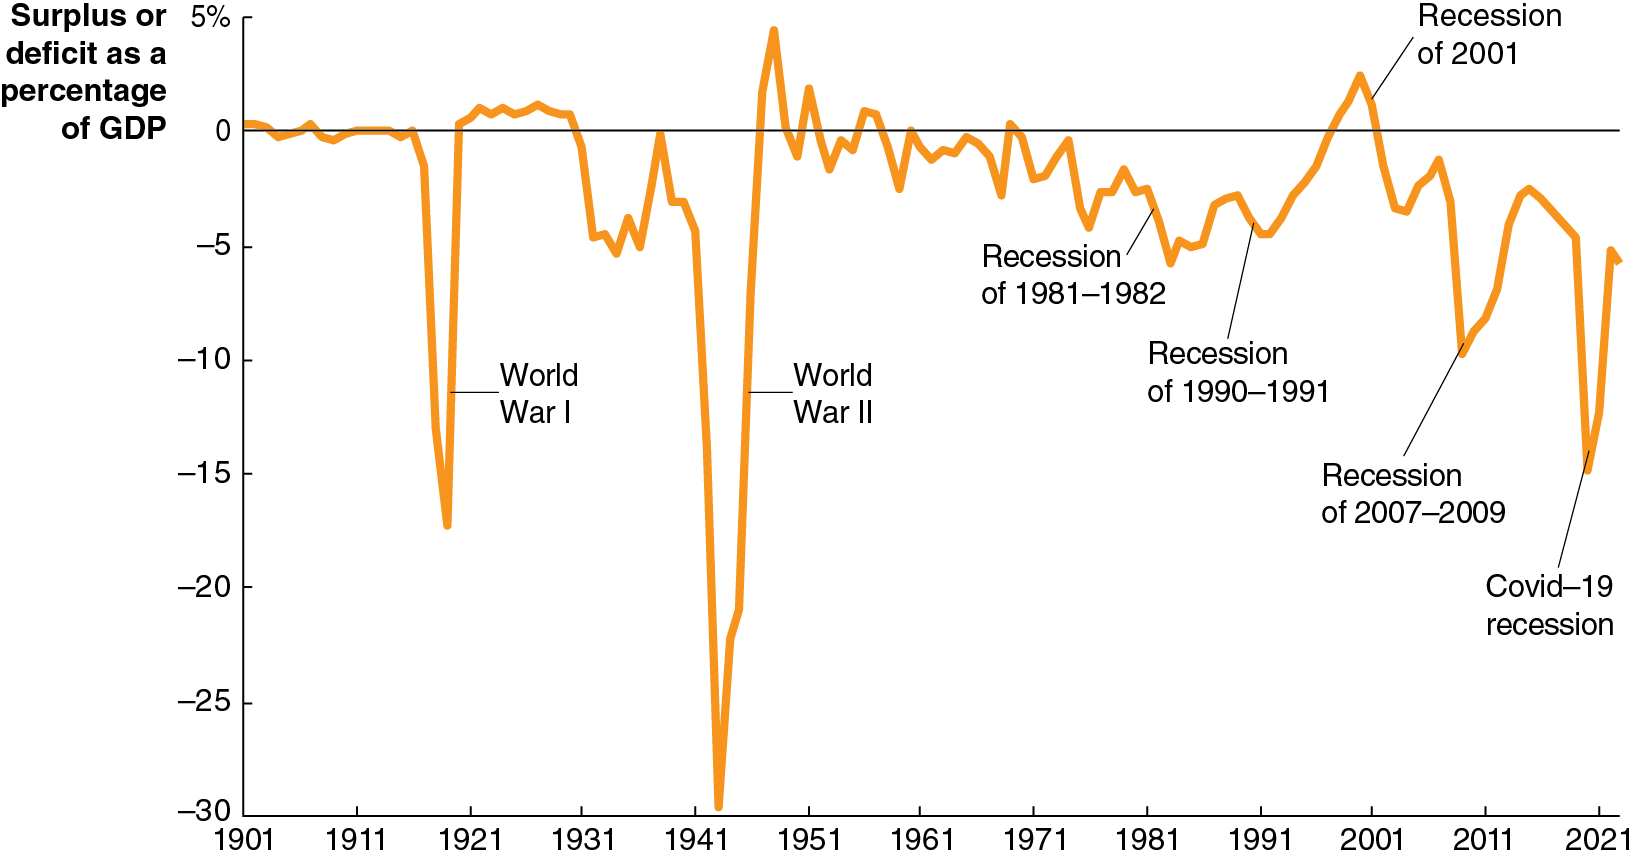 Surplus or
deficit as a
percentage
of GDP
5%
0
–5
–10
–15
–20
–25
–30
1901
1911
1921
1931
1941
1951
1961
1971
1981
1991
2001
2011
2021
World
War I
World
War II
Recession
of 1981–1982
Recession
of 1990–1991
Recession
of 2001
Recession
of 2007–2009
Covid–19
recession